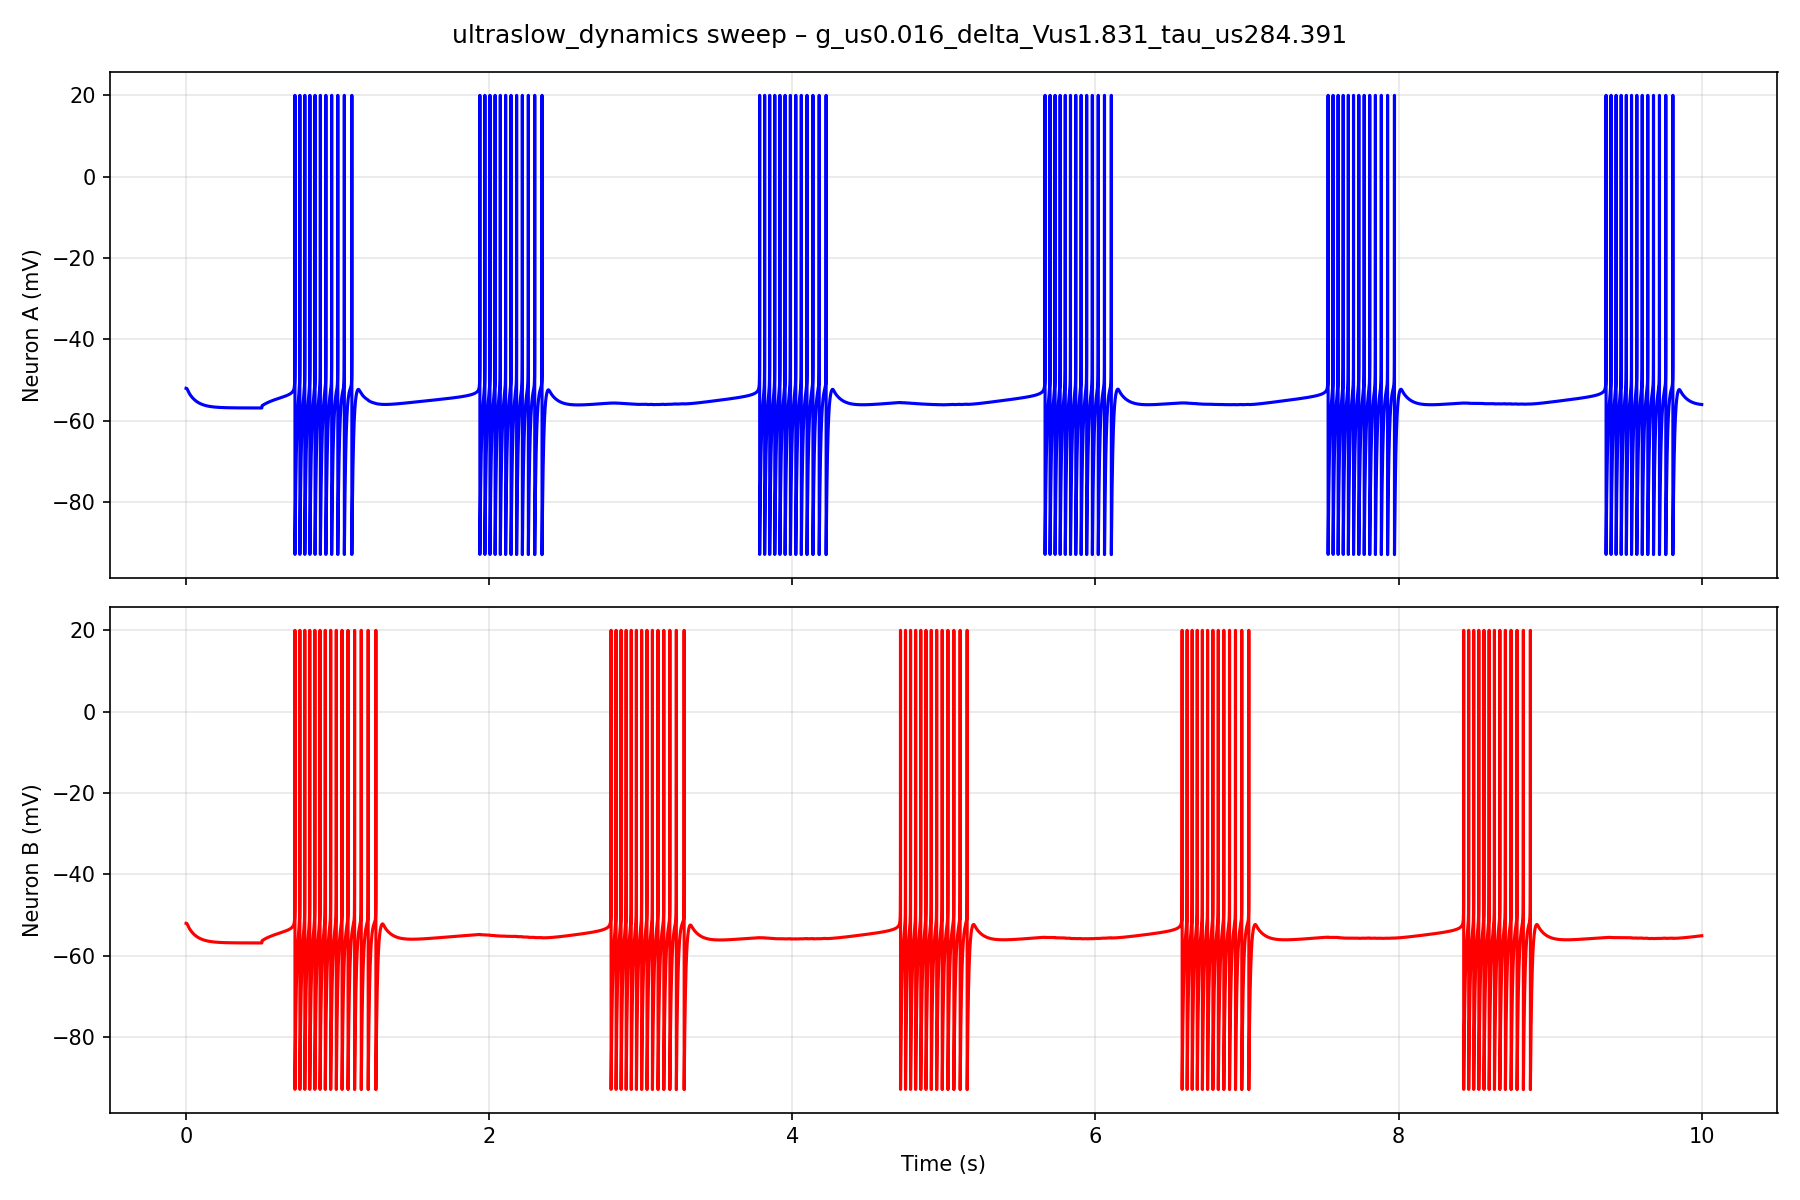 ultraslow_dynamics sweep – g_us0.016_delta_Vus1.831_tau_us284.391
20
0
−20
−40
−60
−80
Neuron A (mV)
20
0
−20
−40
−60
−80
Neuron B (mV)
0 2 4 6 8 10
Time (s)